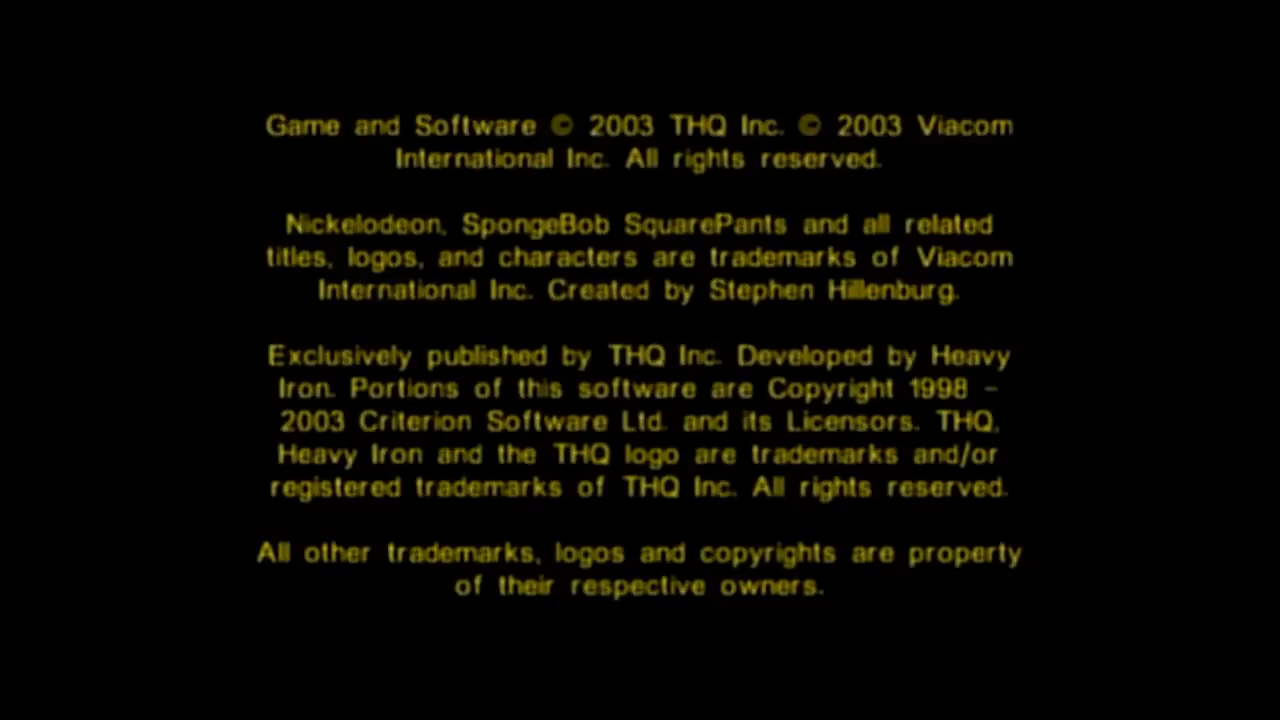 Game and Software © 2003 THQ Inc. © 2003 Viacom
International Inc. All rights reserved.
Nickelodeon, SpongeBob SquarePants and all related
titles, logos, and characters are trademarks of Viacom
International Inc. Created by Stephen Hillenburg.
Exclusively published by THQ Inc. Developed by Heavy
Iron. Portions of this software are Copyright 1998 -
2003 Criterion Software Ltd. and its Licensors. THQ,
Heavy Iron and the THQ logo are trademarks and/or
registered trademarks of THQ Inc. All rights reserved.
All other trademarks, logos and copyrights are property
of their respective owners.